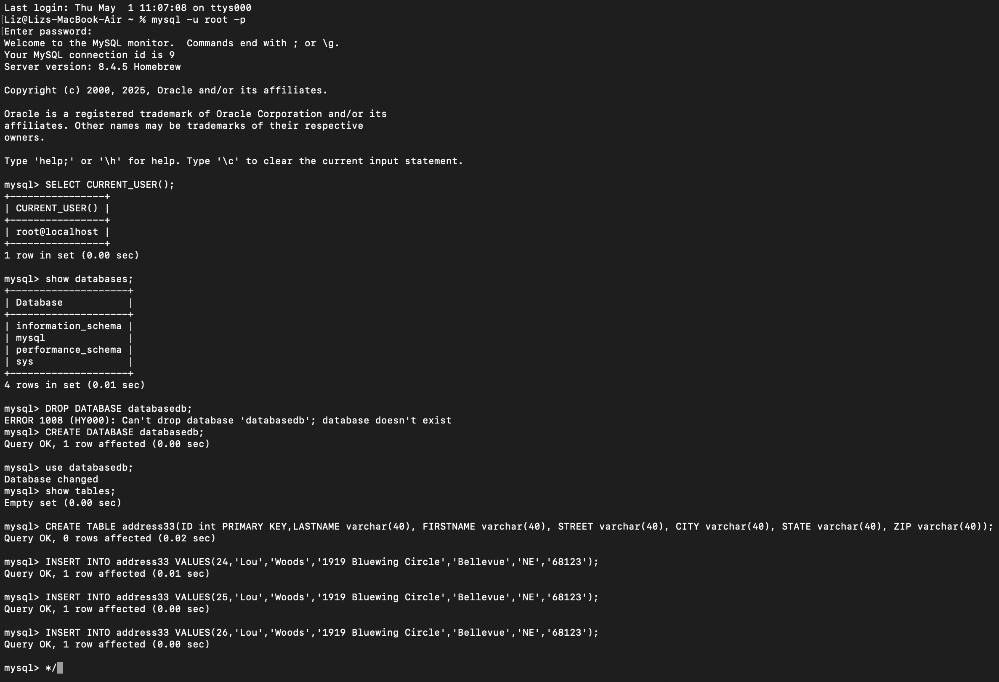 Last login: Thu May  1 11:07:08 on ttys000
[Liz@Lizs-MacBook-Air ~ % mysql -u root -p
[Enter password:
Welcome to the MySQL monitor.  Commands end with ; or \g.
Your MySQL connection id is 9
Server version: 8.4.5 Homebrew

Copyright (c) 2000, 2025, Oracle and/or its affiliates.

Oracle is a registered trademark of Oracle Corporation and/or its
affiliates. Other names may be trademarks of their respective
owners.

Type 'help;' or '\h' for help. Type '\c' to clear the current input statement.

mysql> SELECT CURRENT_USER();
+----------------+
| CURRENT_USER() |
+----------------+
| root@localhost |
+----------------+
1 row in set (0.00 sec)

mysql> show databases;
+--------------------+
| Database           |
+--------------------+
| information_schema |
| mysql              |
| performance_schema |
| sys                |
+--------------------+
4 rows in set (0.01 sec)

mysql> DROP DATABASE databasedb;
ERROR 1008 (HY000): Can't drop database 'databasedb'; database doesn't exist
mysql> CREATE DATABASE databasedb;
Query OK, 1 row affected (0.00 sec)

mysql> use databasedb;
Database changed
mysql> show tables;
Empty set (0.00 sec)

mysql> CREATE TABLE address33(ID int PRIMARY KEY,LASTNAME varchar(40), FIRSTNAME varchar(40), STREET varchar(40), CITY varchar(40), STATE varchar(40), ZIP varchar(40));
Query OK, 0 rows affected (0.02 sec)

mysql> INSERT INTO address33 VALUES(24,'Lou','Woods','1919 Bluewing Circle','Bellevue','NE','68123');
Query OK, 1 row affected (0.01 sec)

mysql> INSERT INTO address33 VALUES(25,'Lou','Woods','1919 Bluewing Circle','Bellevue','NE','68123');
Query OK, 1 row affected (0.00 sec)

mysql> INSERT INTO address33 VALUES(26,'Lou','Woods','1919 Bluewing Circle','Bellevue','NE','68123');
Query OK, 1 row affected (0.00 sec)

mysql> */